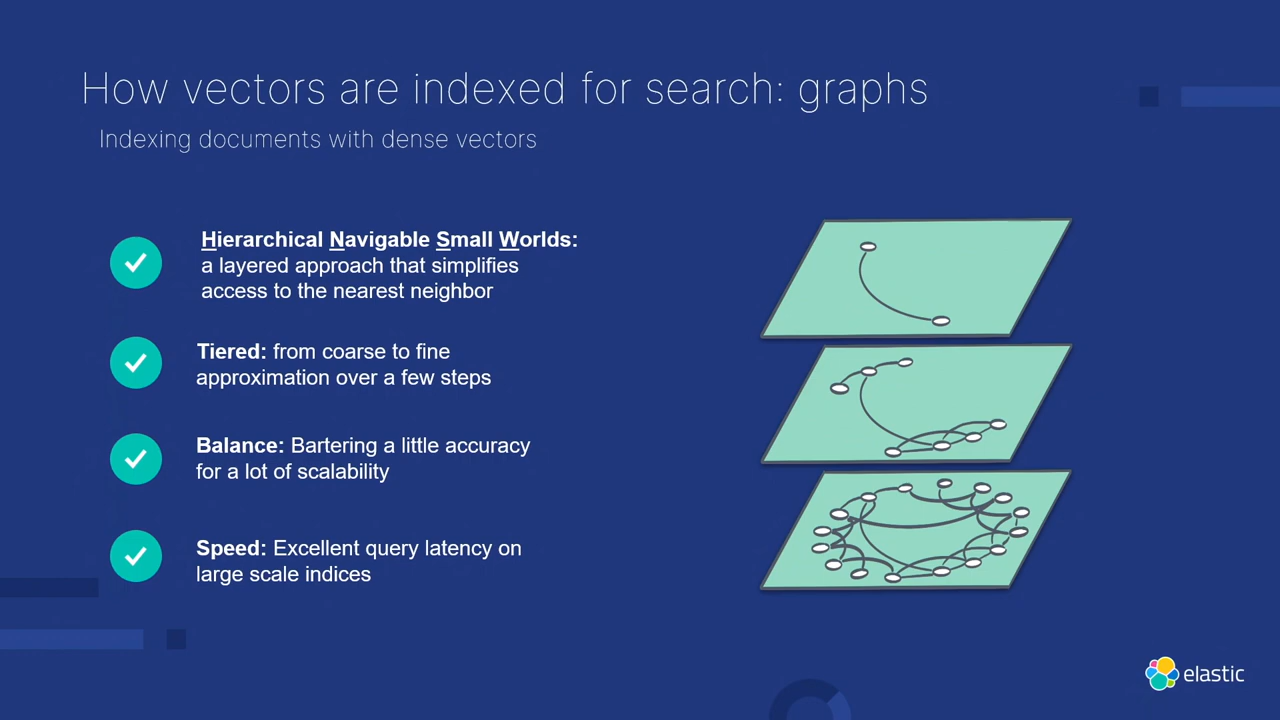 How vectors are indexed for search: graphs
Indexing documents with dense vectors
Hierarchical Navigable Small Worlds:
a layered approach that simplifies
access to the nearest neighbor
Tiered: from coarse to fine
approximation over a few steps
Balance: Bartering a little accuracy
for a lot of scalability
Speed: Excellent query latency on
large scale indices
elastic